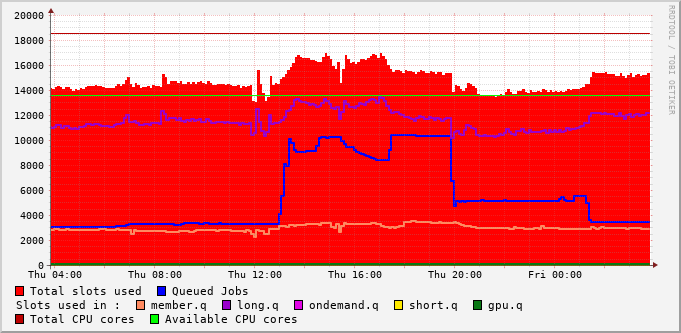 20000
18000
16000
14000
12000
10000
8000
6000
4000
2000
0
Thu 04:00 Thu 08:00 Thu 12:00 Thu 16:00 Thu 20:00 Fri 00:00
Total slots used Queued Jobs
Slots used in : member.q long.q ondemand.q short.q gpu.q
Total CPU cores Available CPU cores
RRDTOOL / TOBI OETIKER